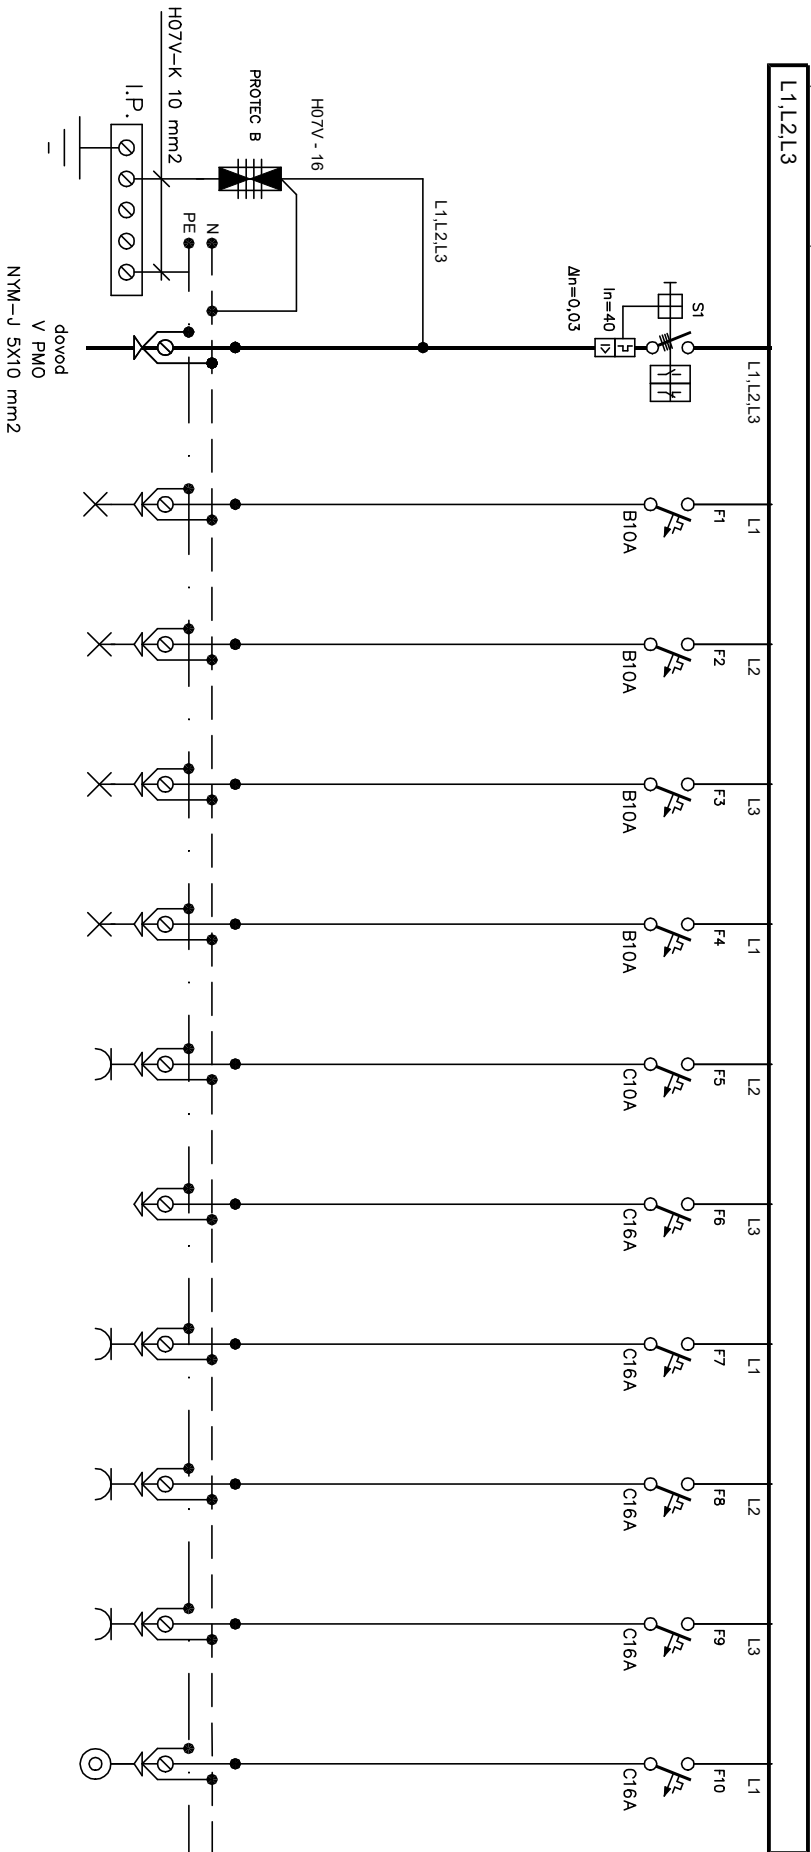 L1,L2,L3
H07V-K 10 mm2
I.P.
PROTEC B
H07V - 16
L1,L2,L3
PE
N
dovod
V PMO
NYM-J 5X10 mm2
S1
In=40
ΔIn=0,03
L1,L2,L3
L1
F1
B10A
L2
F2
B10A
L3
F3
B10A
L1
F4
B10A
L2
F5
C10A
L3
F6
C16A
L1
F7
C16A
L2
F8
C16A
L3
F9
C16A
L1
F10
C16A